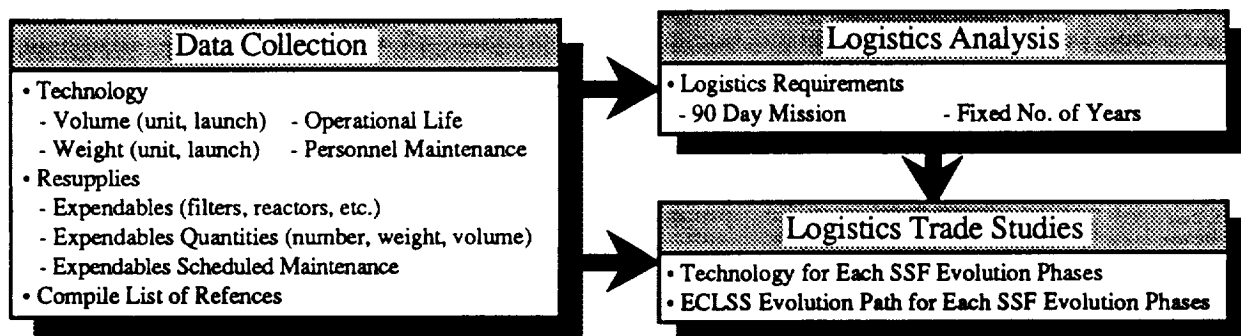 Data Collection
• Technology
- Volume (unit, launch) - Operational Life
- Weight (unit, launch) - Personnel Maintenance
• Resupplies
- Expendables (filters, reactors, etc.)
- Expendables Quantities (number, weight, volume)
- Expendables Scheduled Maintenance
• Compile List of Refences
Logistics Analysis
• Logistics Requirements
- 90 Day Mission - Fixed No. of Years
Logistics Trade Studies
• Technology for Each SSF Evolution Phases
• ECLSS Evolution Path for Each SSF Evolution Phases